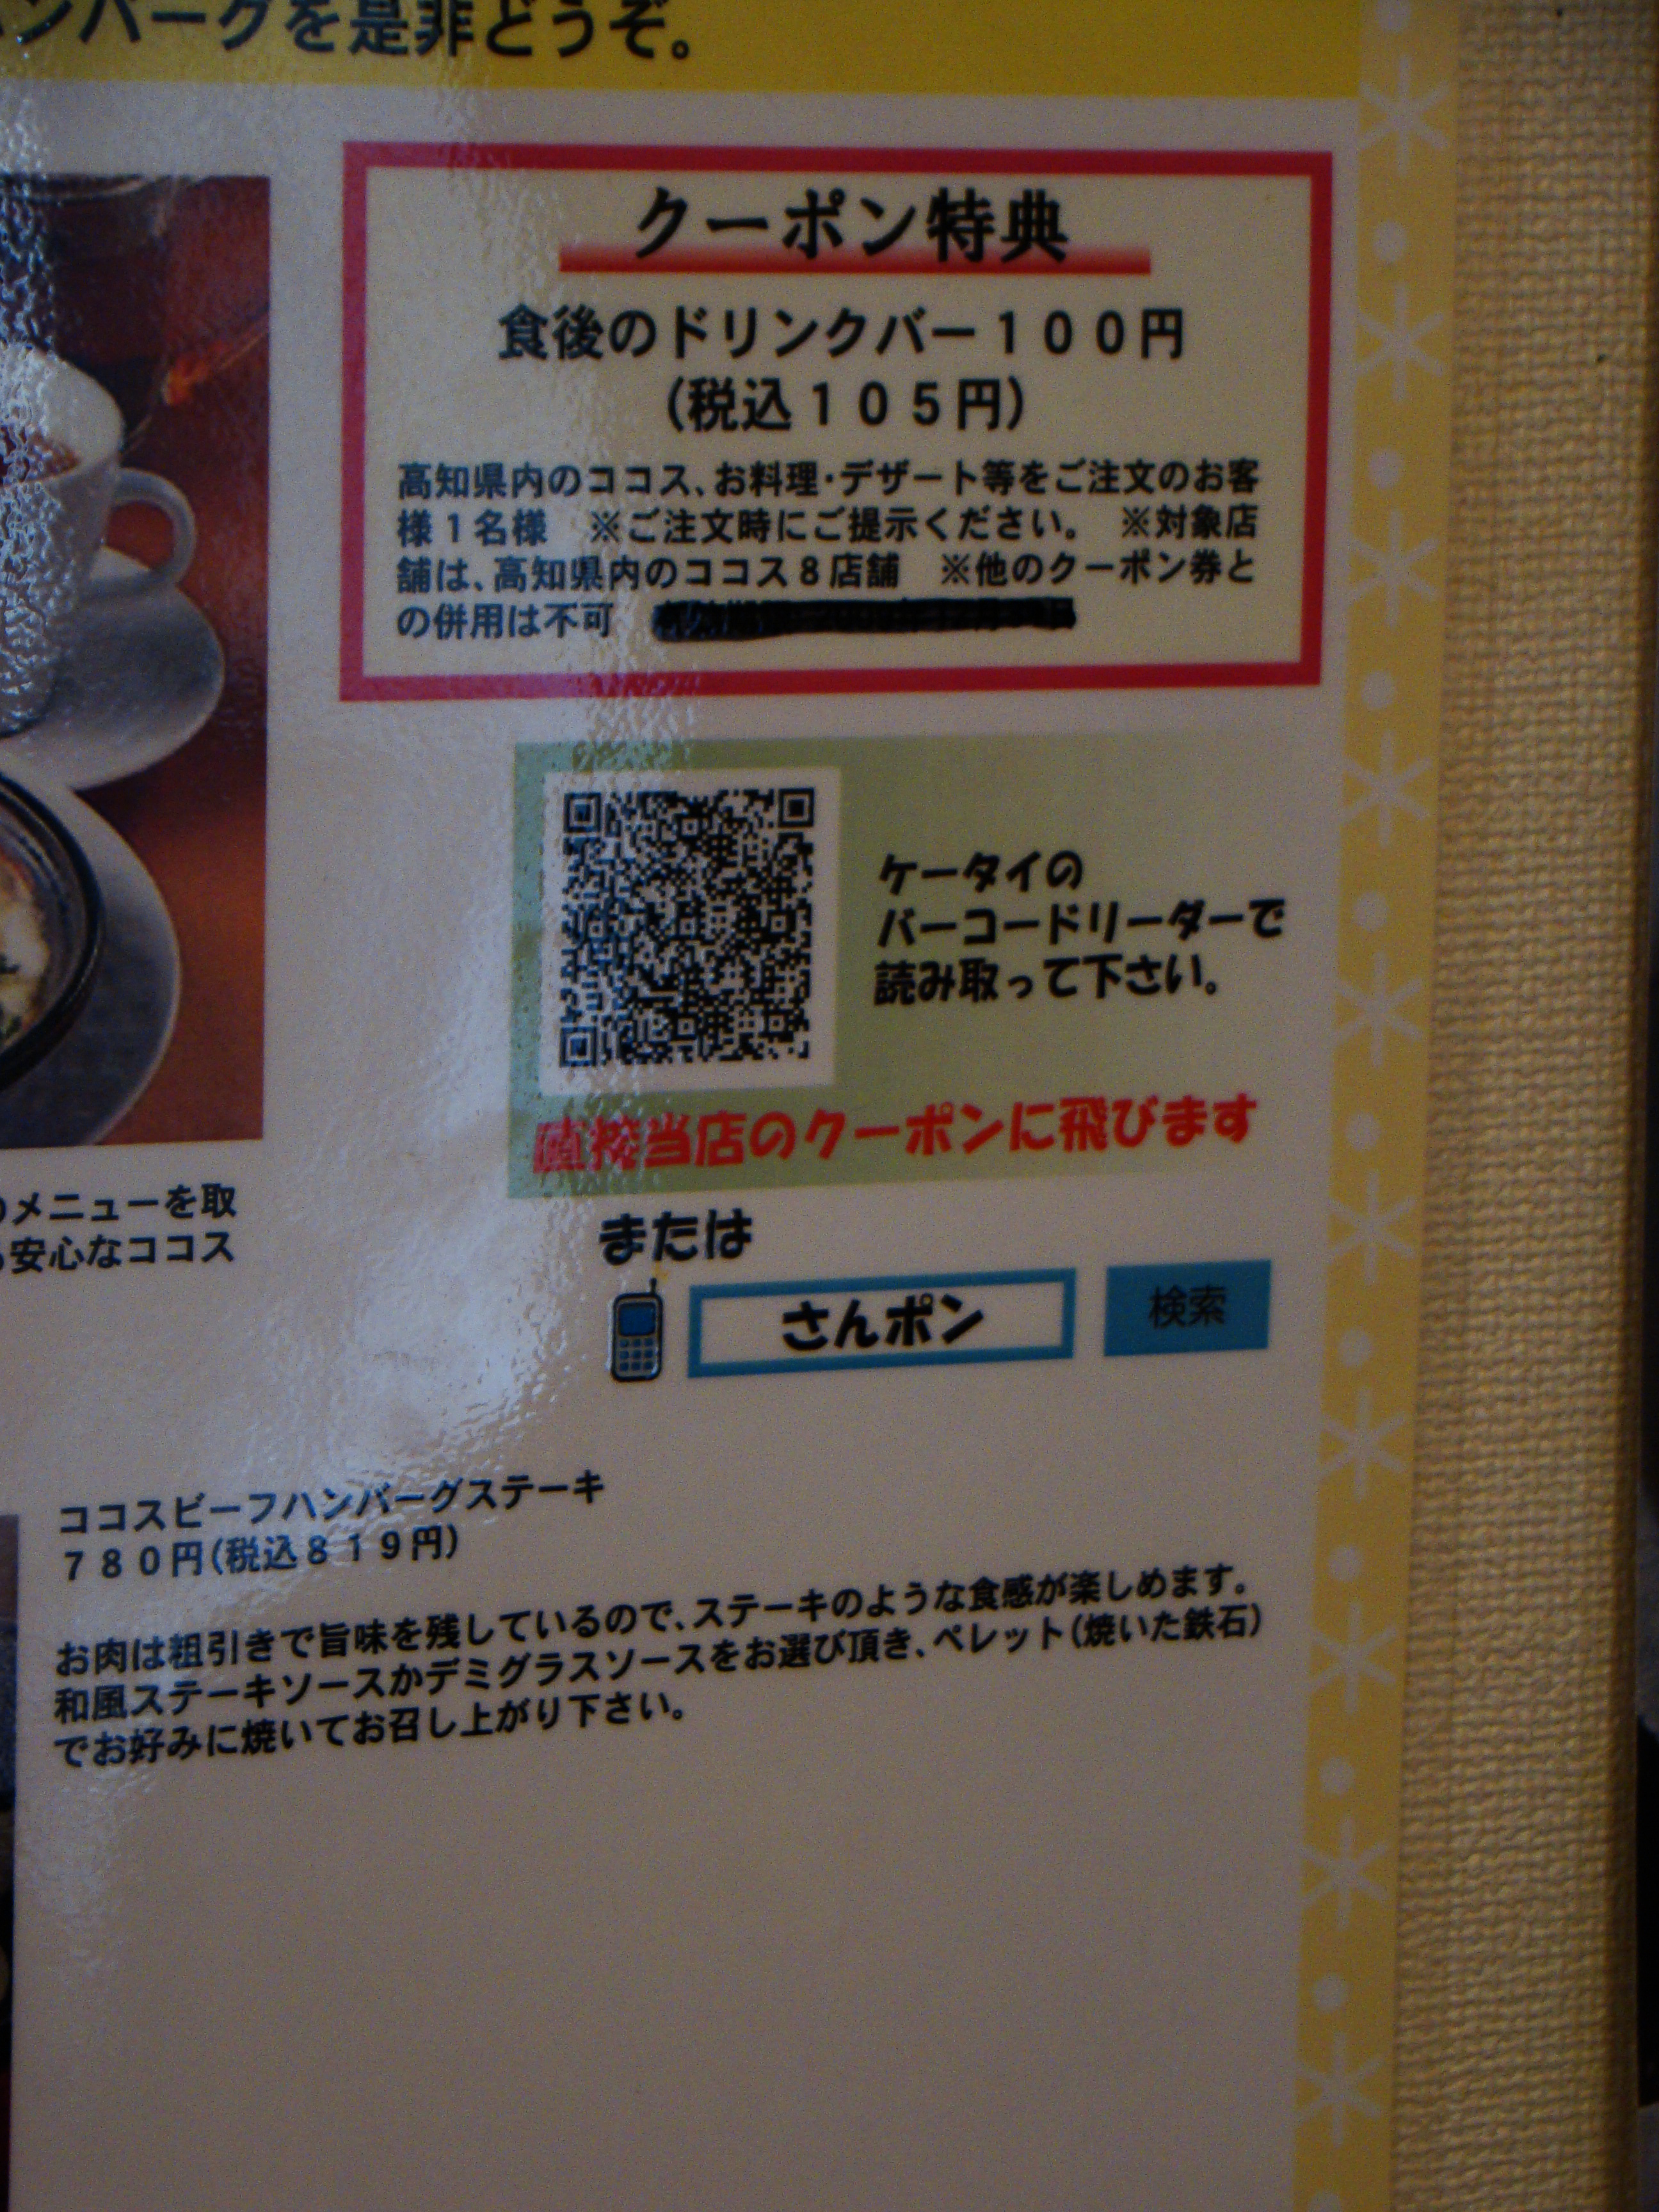 ンバーグを是非どうぞ。
クーポン特典
食後のドリンクバー１００円
(税込１０５円)
高知県内のココス、お料理・デザート等をご注文のお客
様１名様　※ご注文時にご提示ください。　※対象店
舗は、高知県内のココス８店舗　※他のクーポン券と
の併用は不可
ケータイの
バーコードリーダーで
読み取って下さい。
直接当店のクーポンに飛びます
または
さんポン
検索
メニューを取
安心なココス
ココスビーフハンバーグステーキ
７８０円(税込８１９円)
お肉は粗引きで旨味を残しているので、ステーキのような食感が楽しめます。
和風ステーキソースかデミグラスソースをお選び頂き、ペレット(焼いた鉄石)
でお好みに焼いてお召し上がり下さい。